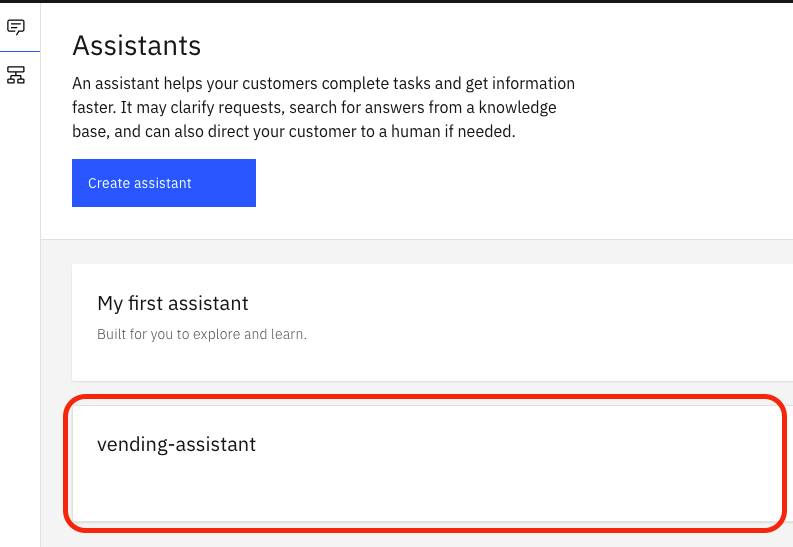 Assistants
An assistant helps your customers complete tasks and get information
faster. It may clarify requests, search for answers from a knowledge
base, and can also direct your customer to a human if needed.
Create assistant
My first assistant
Built for you to explore and learn.
vending-assistant